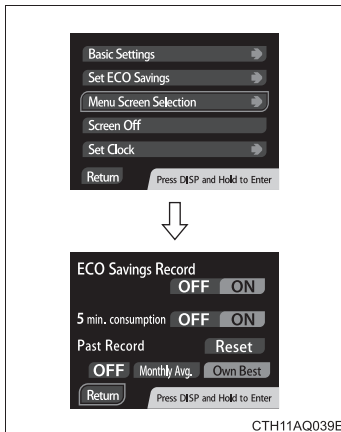 Basic Settings
Set ECO Savings
Menu Screen Selection
Screen Off
Set Clock
Return Press DISP and Hold to Enter
ECO Savings Record
OFF ON
5 min. consumption OFF ON
Past Record Reset
OFF Monthly Avg. Own Best
Return Press DISP and Hold to Enter
CTH11AQ039E